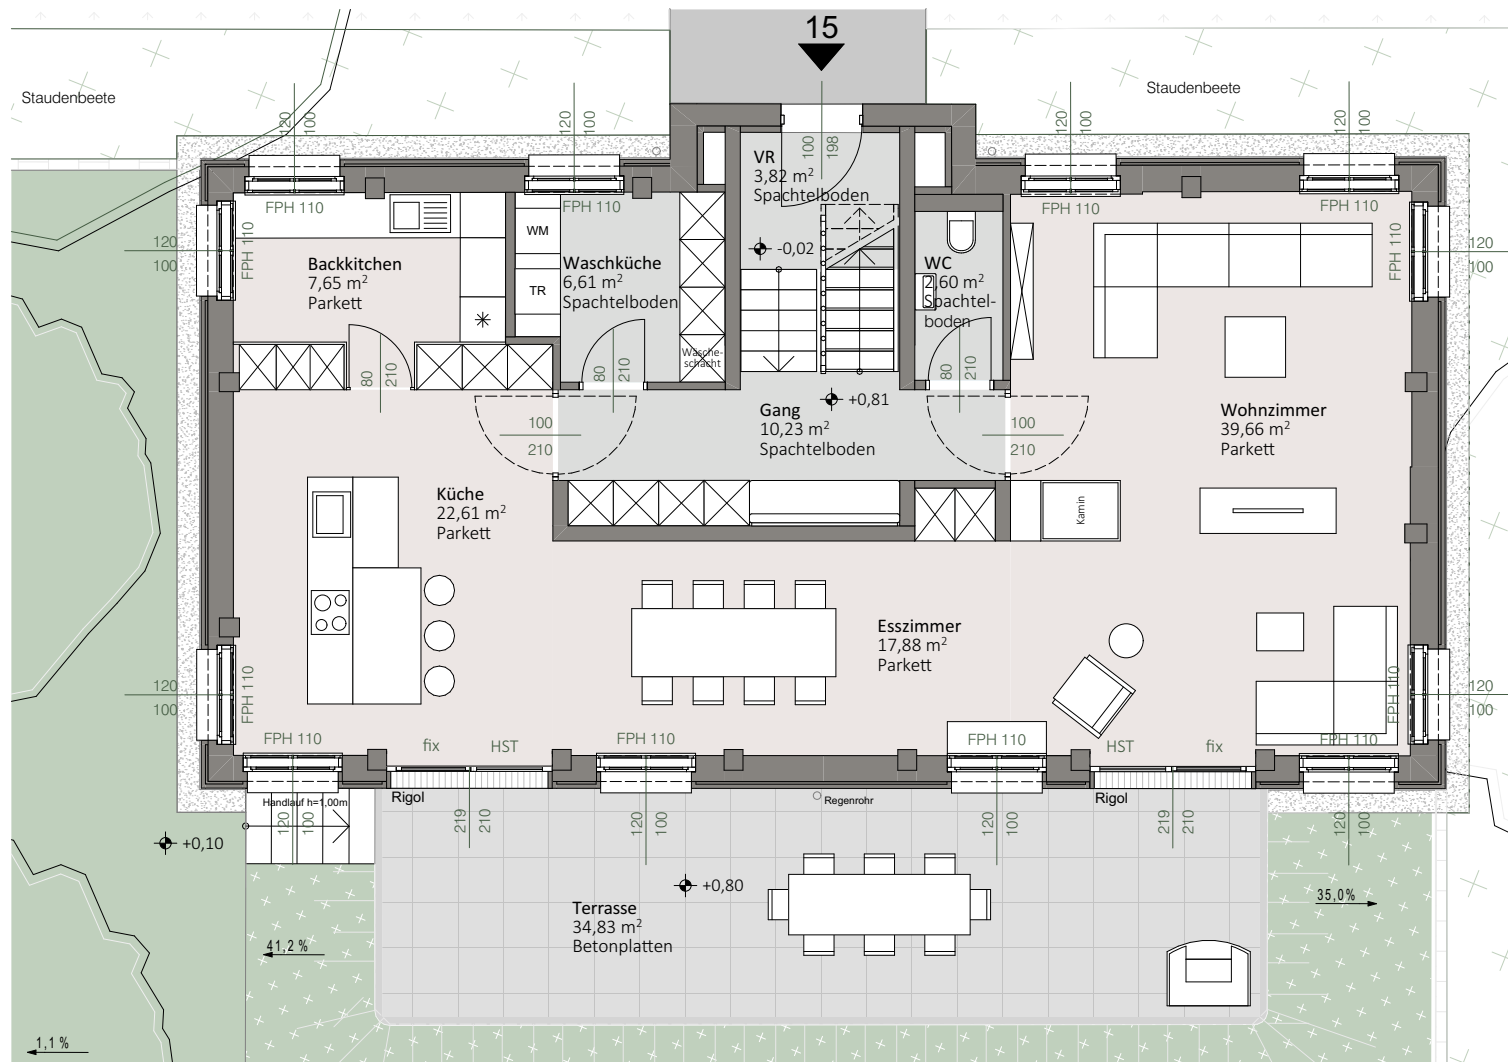 15
Staudenbeete
Staudenbeete
120
100
120
100
120
100
120
100
100
198
VR
3,82 m²
Spachtelboden
FPH 110
FPH 110
FPH 110
FPH 110
120
100
FPH 110
120
100
FPH 110
WM
TR
Backkitchen
7,65 m²
Parkett
Waschküche
6,61 m²
Spachtelboden
-0,02
WC
2,60 m²
Spachtel-
boden
Wäsche-
schacht
80
210
80
210
80
210
Gang
10,23 m²
Spachtelboden
+0,81
100
210
100
210
Wohnzimmer
39,66 m²
Parkett
Küche
22,61 m²
Parkett
Kamin
Esszimmer
17,88 m²
Parkett
120
100
FPH 110
120
100
FPH 110
FPH 110
fix
HST
FPH 110
FPH 110
HST
fix
FPH 110
Handlauf h=1,00m
Rigol
Regenrohr
Rigol
120
100
219
210
120
100
120
100
219
210
120
100
+0,10
+0,80
Terrasse
34,83 m²
Betonplatten
35,0%
41,2 %
1,1 %